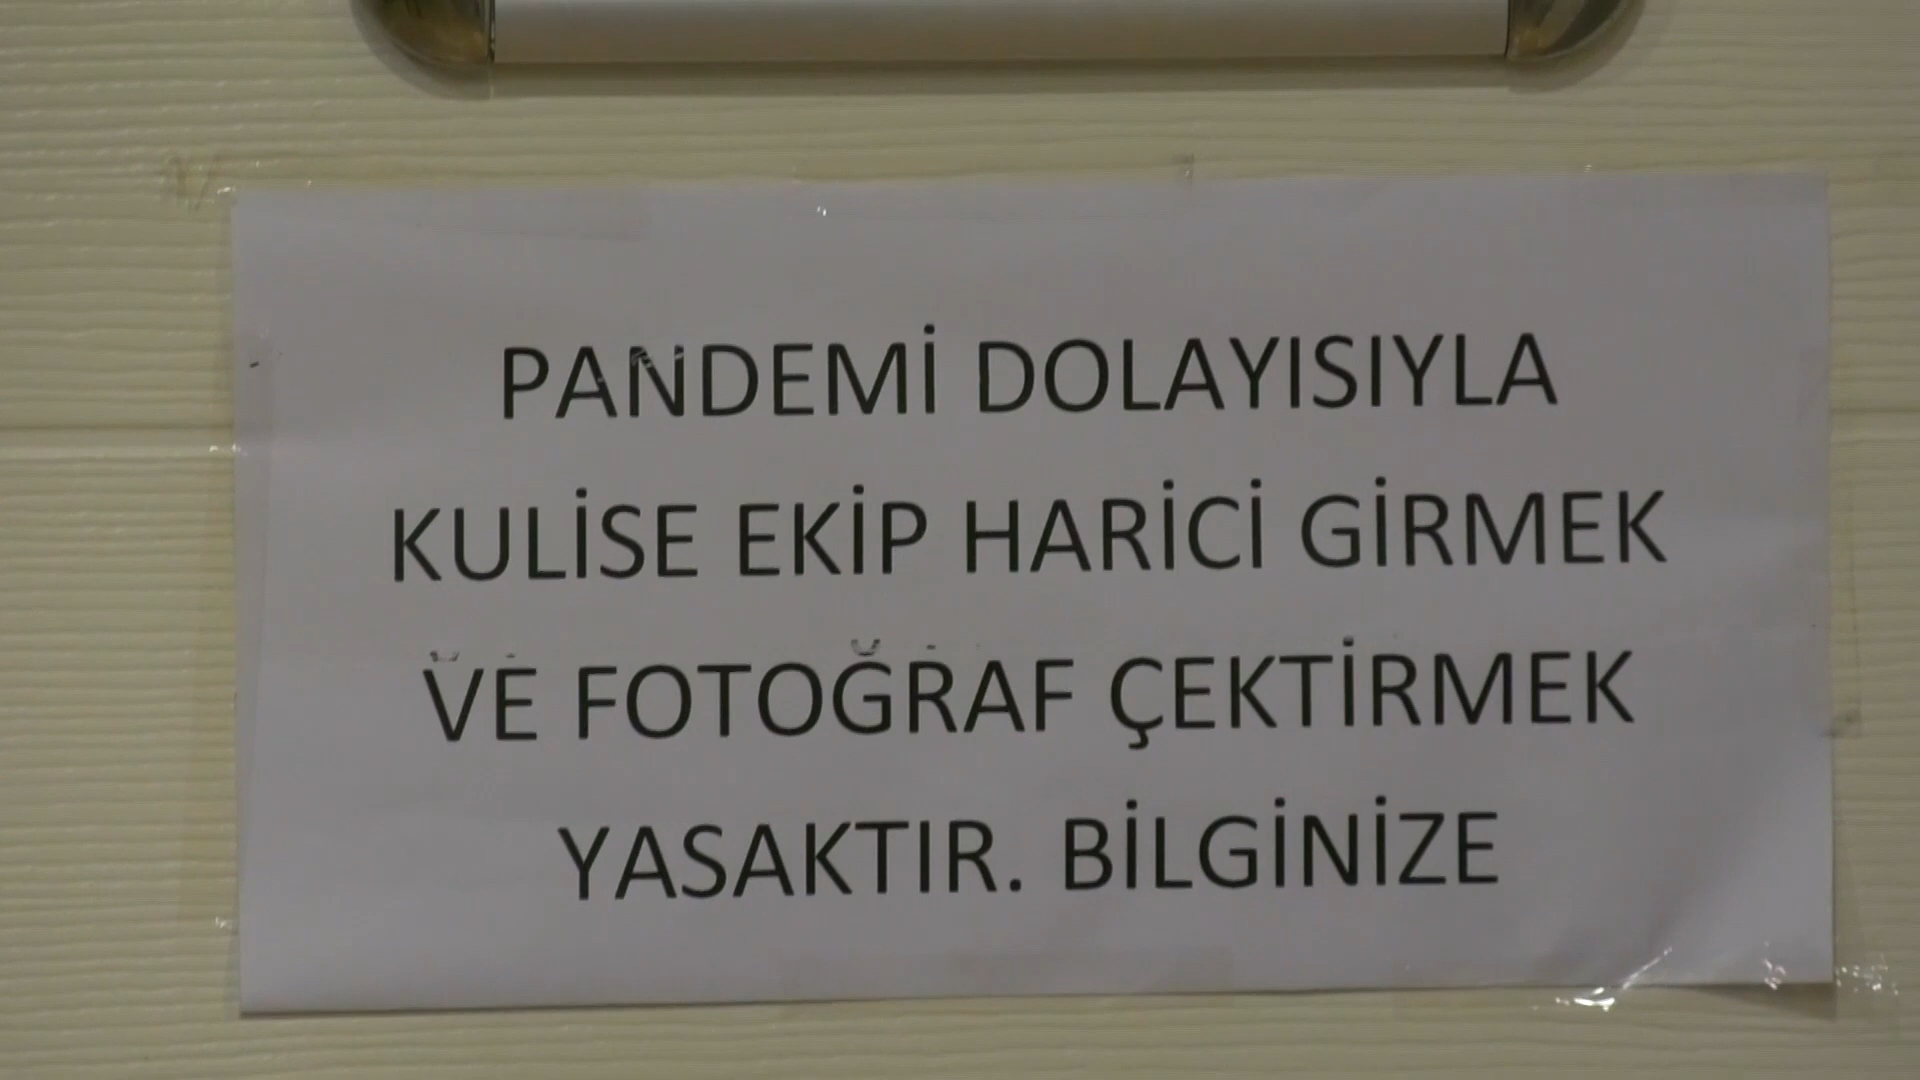 PANDEMİ DOLAYISIYLA
KULİSE EKİP HARİCİ GİRMEK
VE FOTOĞRAF ÇEKTİRMEK
YASAKTIR. BİLGİNİZE